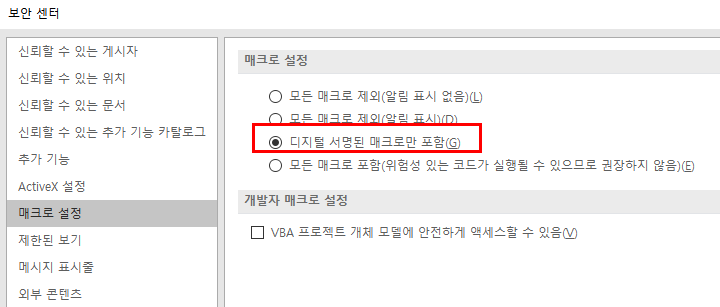 보안 센터
신뢰할 수 있는 게시자
신뢰할 수 있는 위치
신뢰할 수 있는 문서
신뢰할 수 있는 추가 기능 카탈로그
추가 기능
ActiveX 설정
매크로 설정
제한된 보기
메시지 표시줄
외부 콘텐츠
매크로 설정
모든 매크로 제외(알림 표시 없음)(L)
모든 매크로 제외(알림 표시)(D)
디지털 서명된 매크로만 포함(G)
모든 매크로 포함(위험성 있는 코드가 실행될 수 있으므로 권장하지 않음)(E)
개발자 매크로 설정
VBA 프로젝트 개체 모델에 안전하게 액세스할 수 있음(V)